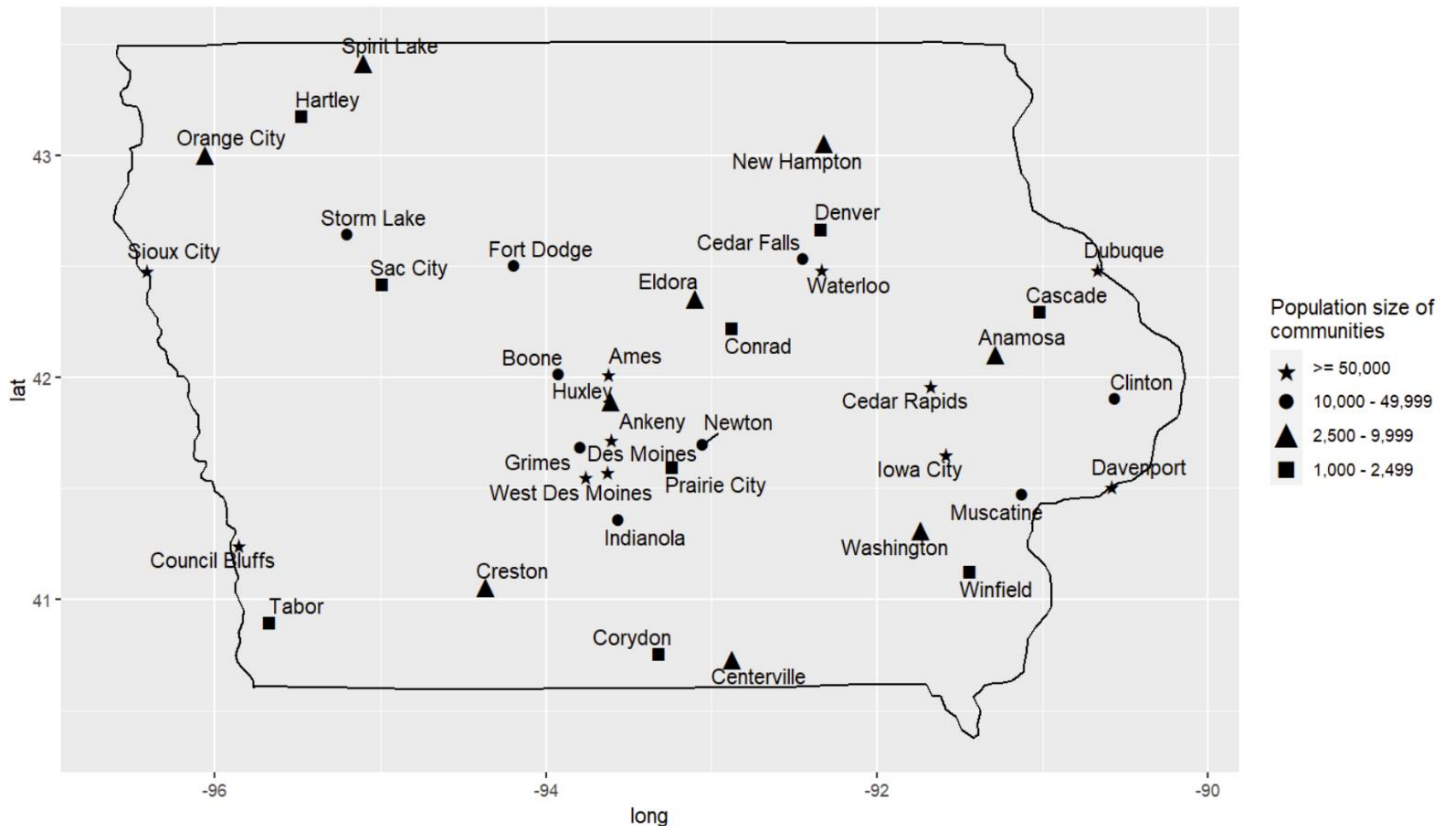 Spirit Lake
Hartley
Orange City
New Hampton
Storm Lake
Denver
Sioux City
Fort Dodge
Cedar Falls
Dubuque
Sac City
Eldora
Waterloo
Cascade
Conrad
Anamosa
Boone
Ames
Huxley
Clinton
Cedar Rapids
Ankeny
Newton
Grimes
Des Moines
Iowa City
Davenport
West Des Moines
Prairie City
Muscatine
Indianola
Washington
Council Bluffs
Creston
Winfield
Tabor
Corydon
Centerville
43
42
41
lat
-96
-94
-92
-90
long
Population size of
communities
>= 50,000
10,000 - 49,999
2,500 - 9,999
1,000 - 2,499